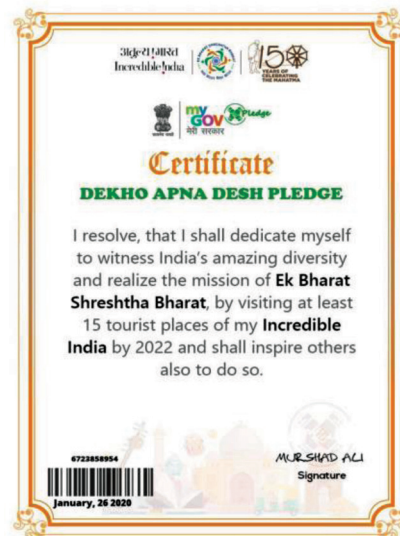 अतुल्य भारत
Incredible India
150
YEARS OF
CELEBRATING
THE MAHATMA
my
GOV
मेरी सरकार
Pledge
Certificate
DEKHO APNA DESH PLEDGE
I resolve, that I shall dedicate myself
to witness India's amazing diversity
and realize the mission of Ek Bharat
Shreshtha Bharat, by visiting at least
15 tourist places of my Incredible
India by 2022 and shall inspire others
also to do so.
6723858954
January, 26 2020
MURSHAD ALI
Signature